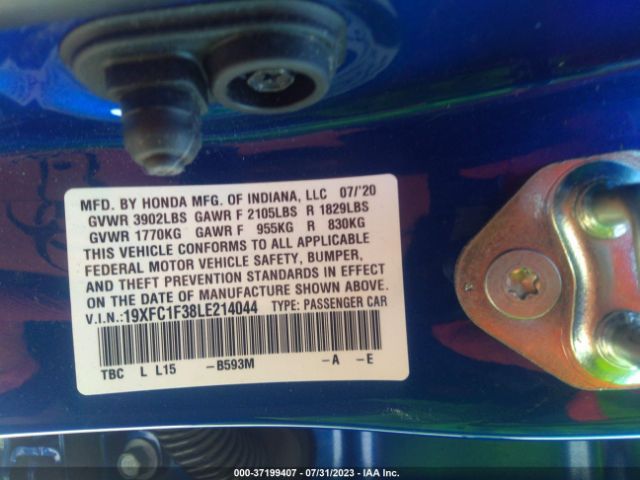 MFD. BY HONDA MFG. OF INDIANA, LLC 07/'20
GVWR 3902LBS GAWR F 2105LBS R 1829LBS
GVWR 1770KG GAWR F 955KG R 830KG
THIS VEHICLE CONFORMS TO ALL APPLICABLE
FEDERAL MOTOR VEHICLE SAFETY, BUMPER,
AND THEFT PREVENTION STANDARDS IN EFFECT
ON THE DATE OF MANUFACTURE SHOWN ABOVE.
V.I.N.:19XFC1F38LE214044 TYPE: PASSENGER CAR
TBC L L15 -B593M -A -E
000-37199407 - 07/31/2023 - IAA Inc.